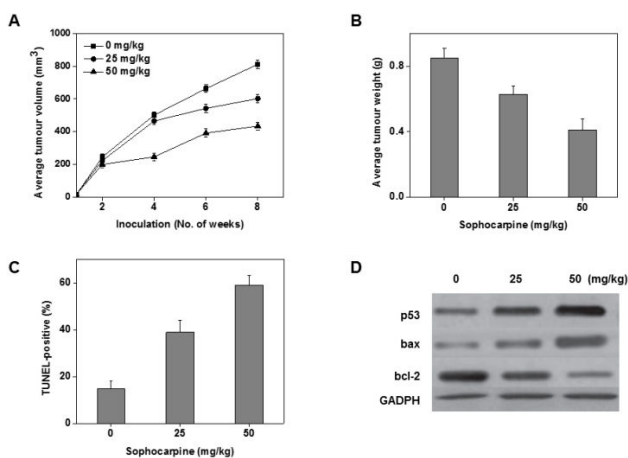 A
0 mg/kg
25 mg/kg
50 mg/kg
1000
800
600
400
200
0
2
4
6
8
Average tumour volume (mm³)
Inoculation (No. of weeks)
B
0.8
0.4
0.0
0
25
50
Average tumour weight (g)
Sophocarpine (mg/kg)
C
60
40
20
0
0
25
50
TUNEL-positive (%)
Sophocarpine (mg/kg)
D
0 25 50 (mg/kg)
p53
bax
bcl-2
GADPH